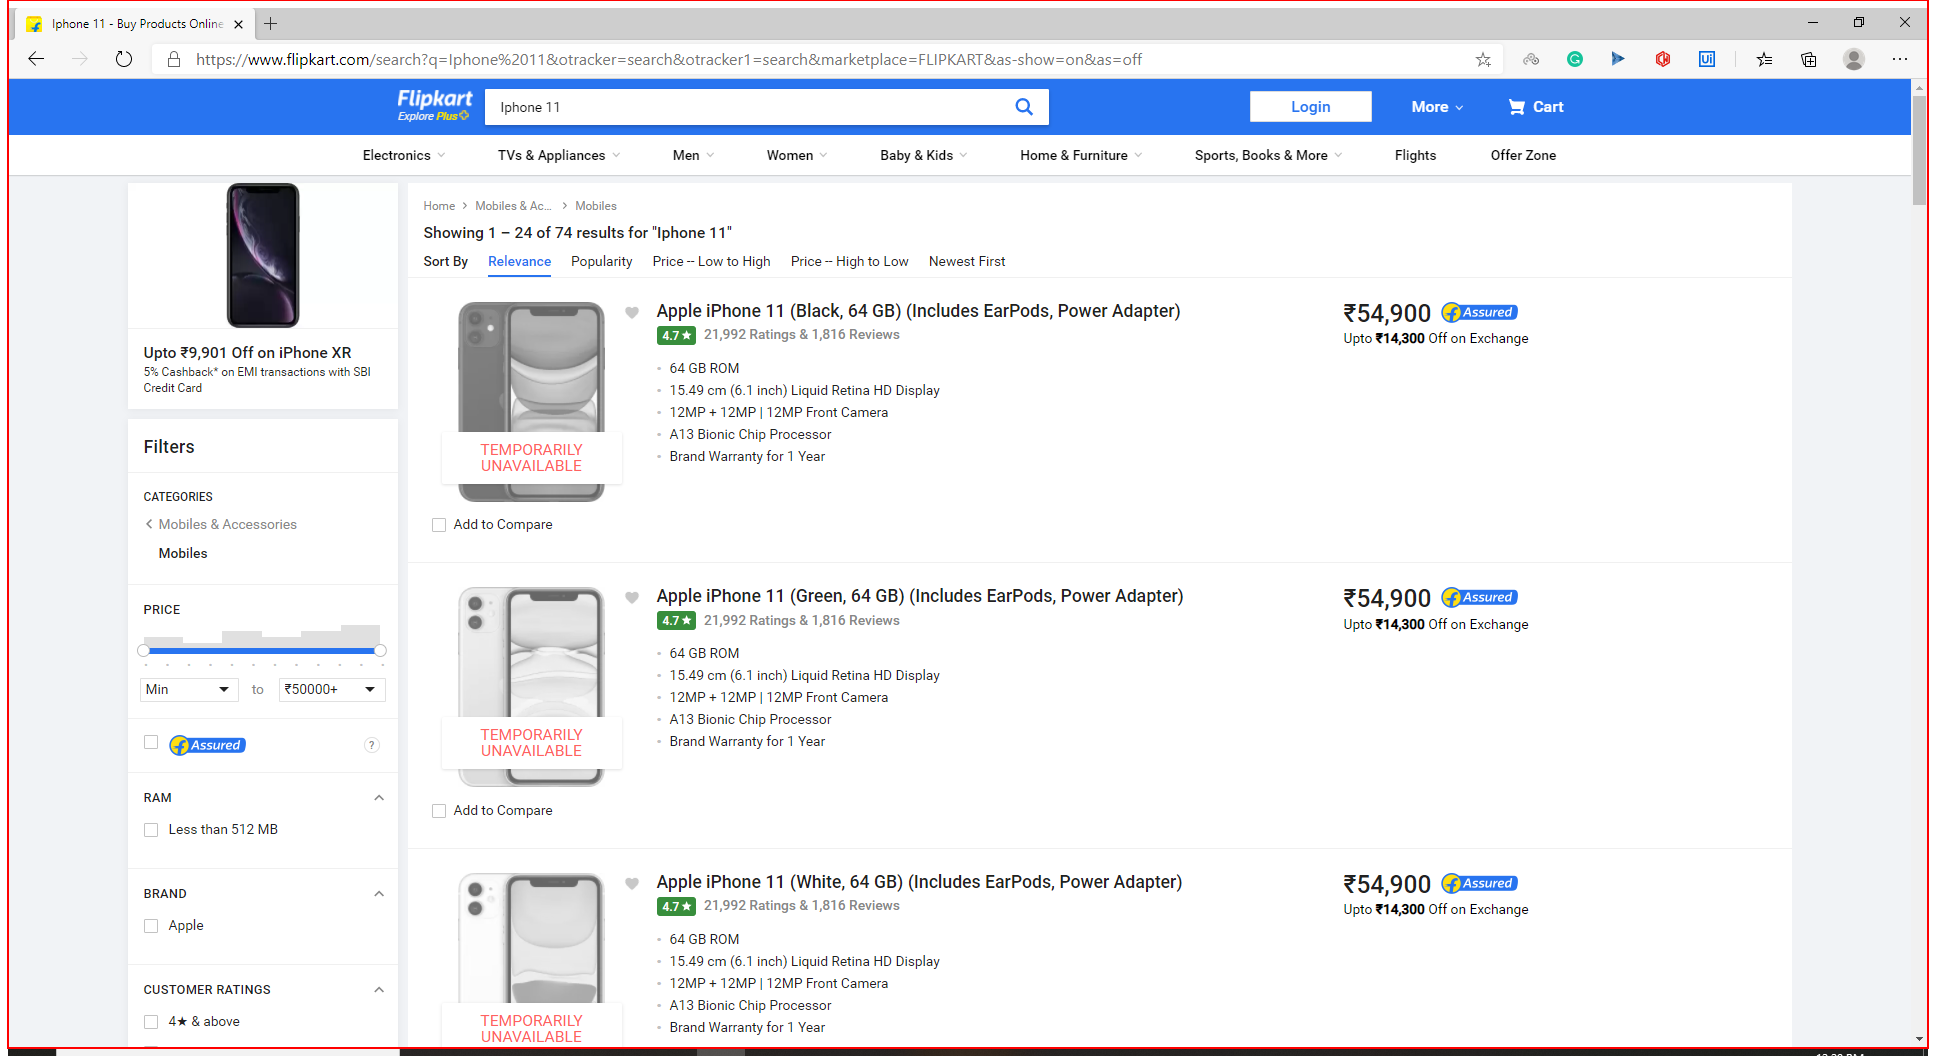 Iphone 11 - Buy Products Online
https://www.flipkart.com/search?q=Iphone%2011&otracker=search&otracker1=search&marketplace=FLIPKART&as-show=on&as=off
Ui
Flipkart
Explore Plus
Iphone 11
Login
More
Cart
Electronics
TVs & Appliances
Men
Women
Baby & Kids
Home & Furniture
Sports, Books & More
Flights
Offer Zone
Upto ₹9,901 Off on iPhone XR
5% Cashback* on EMI transactions with SBI
Credit Card
Filters
CATEGORIES
Mobiles & Accessories
Mobiles
PRICE
Min to ₹50000+
Assured
?
RAM
Less than 512 MB
BRAND
Apple
CUSTOMER RATINGS
4★ & above
Home > Mobiles & Ac... > Mobiles
Showing 1 – 24 of 74 results for "Iphone 11"
Sort By Relevance Popularity Price -- Low to High Price -- High to Low Newest First
Apple iPhone 11 (Black, 64 GB) (Includes EarPods, Power Adapter)
4.7★ 21,992 Ratings & 1,816 Reviews
64 GB ROM
15.49 cm (6.1 inch) Liquid Retina HD Display
12MP + 12MP | 12MP Front Camera
A13 Bionic Chip Processor
Brand Warranty for 1 Year
TEMPORARILY
UNAVAILABLE
Add to Compare
₹54,900 Assured
Upto ₹14,300 Off on Exchange
Apple iPhone 11 (Green, 64 GB) (Includes EarPods, Power Adapter)
4.7★ 21,992 Ratings & 1,816 Reviews
64 GB ROM
15.49 cm (6.1 inch) Liquid Retina HD Display
12MP + 12MP | 12MP Front Camera
A13 Bionic Chip Processor
Brand Warranty for 1 Year
TEMPORARILY
UNAVAILABLE
Add to Compare
₹54,900 Assured
Upto ₹14,300 Off on Exchange
Apple iPhone 11 (White, 64 GB) (Includes EarPods, Power Adapter)
4.7★ 21,992 Ratings & 1,816 Reviews
64 GB ROM
15.49 cm (6.1 inch) Liquid Retina HD Display
12MP + 12MP | 12MP Front Camera
A13 Bionic Chip Processor
Brand Warranty for 1 Year
TEMPORARILY
UNAVAILABLE
₹54,900 Assured
Upto ₹14,300 Off on Exchange